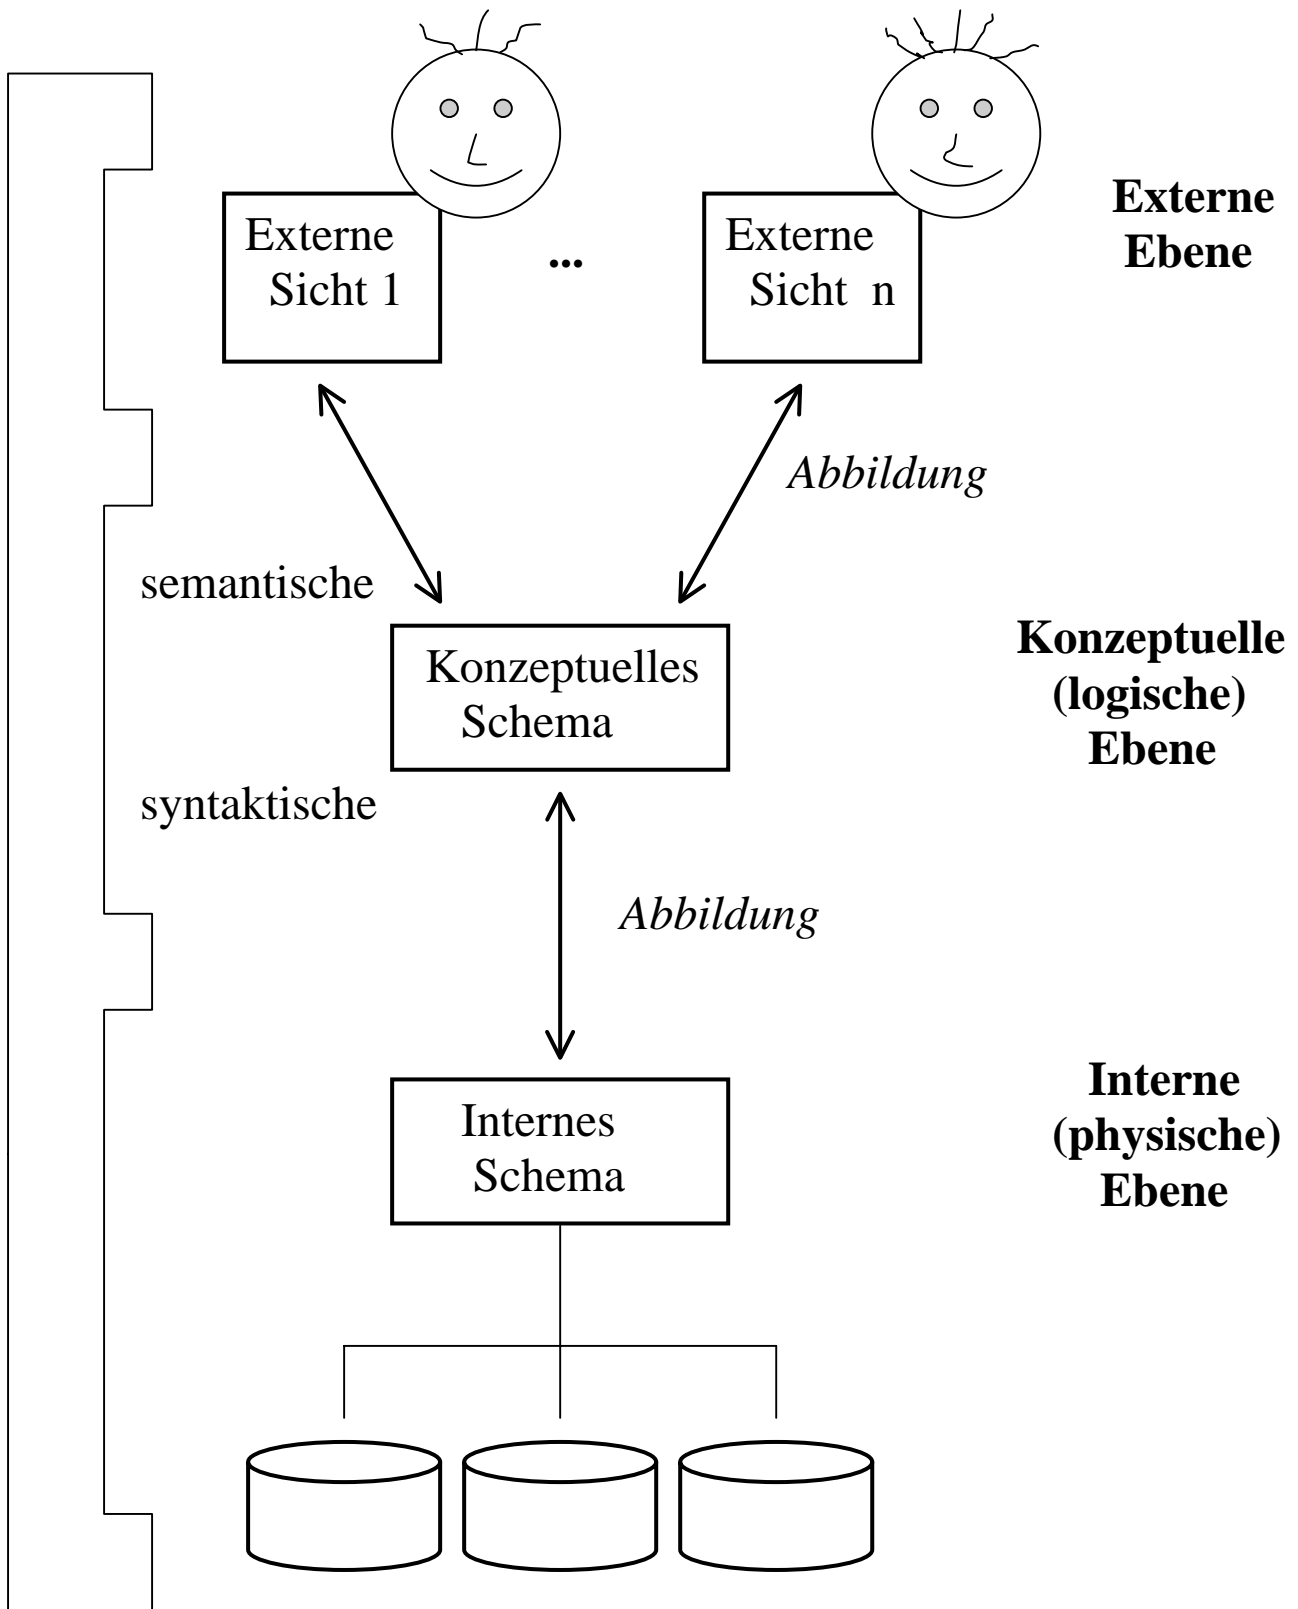 Externe
Sicht 1
...
Externe
Sicht n
Externe
Ebene
Abbildung
semantische
Konzeptuelles
Schema
Konzeptuelle
(logische)
Ebene
syntaktische
Abbildung
Internes
Schema
Interne
(physische)
Ebene